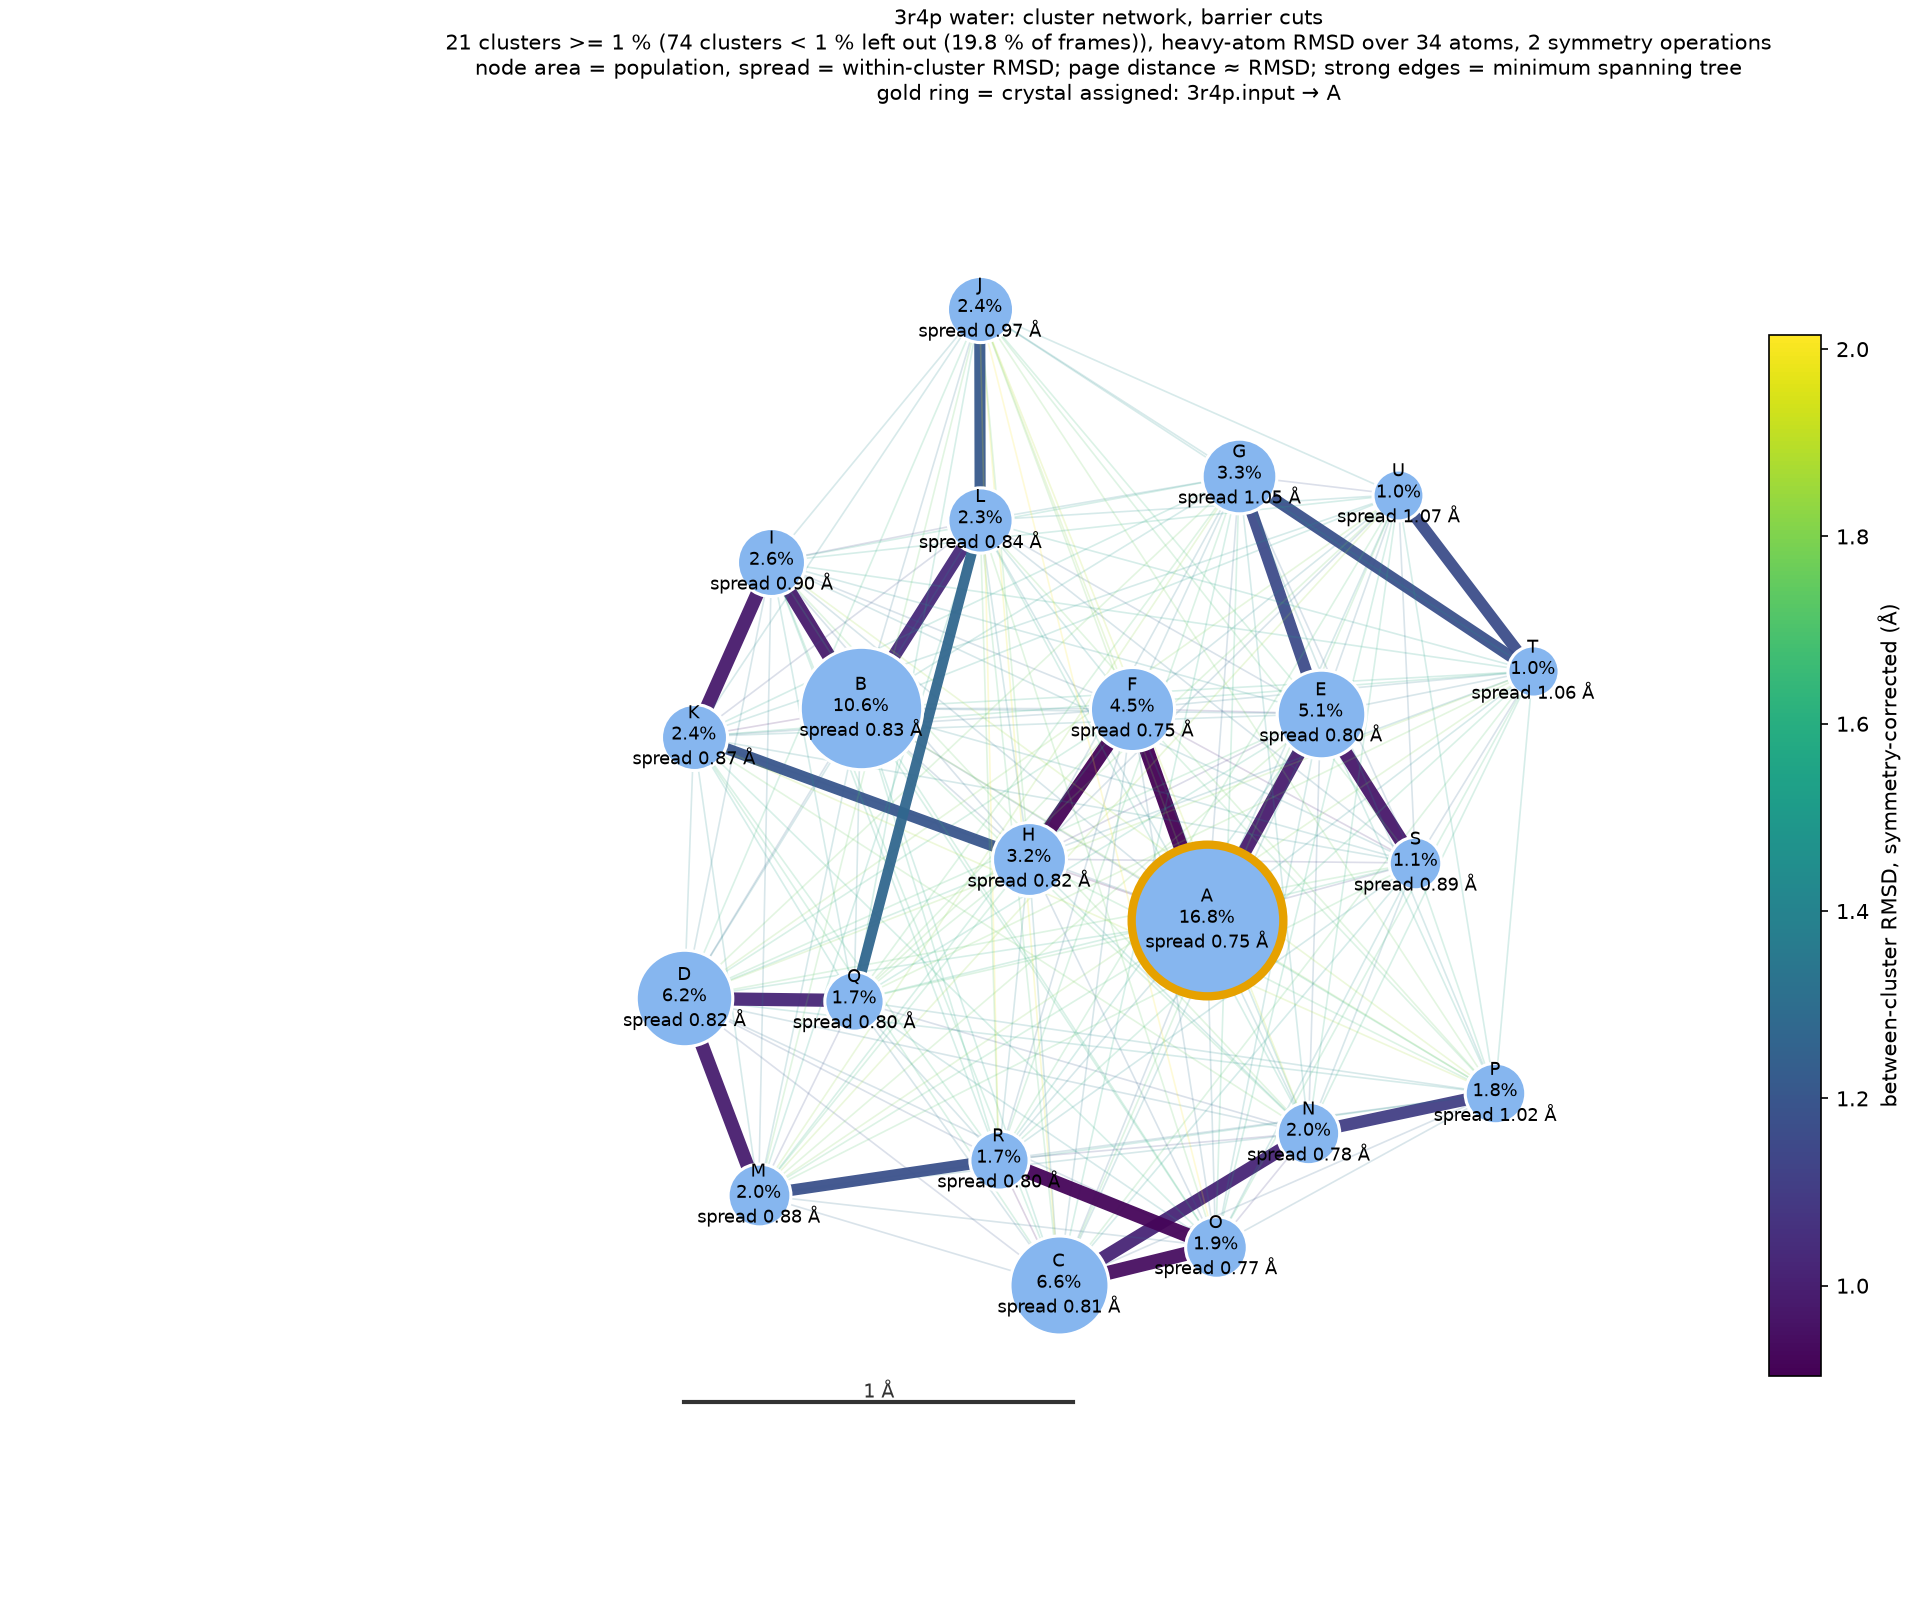 3r4p water: cluster network, barrier cuts
21 clusters >= 1 % (74 clusters < 1 % left out (19.8 % of frames)), heavy-atom RMSD over 34 atoms, 2 symmetry operations
node area = population, spread = within-cluster RMSD; page distance ≈ RMSD; strong edges = minimum spanning tree
gold ring = crystal assigned: 3r4p.input → A
J
2.4%
spread 0.97 Å
G
3.3%
spread 1.05 Å
U
1.0%
spread 1.07 Å
L
2.3%
spread 0.84 Å
I
2.6%
spread 0.90 Å
T
1.0%
spread 1.06 Å
B
10.6%
spread 0.83 Å
F
4.5%
spread 0.75 Å
E
5.1%
spread 0.80 Å
K
2.4%
spread 0.87 Å
H
3.2%
spread 0.82 Å
S
1.1%
spread 0.89 Å
A
16.8%
spread 0.75 Å
D
6.2%
spread 0.82 Å
Q
1.7%
spread 0.80 Å
P
1.8%
spread 1.02 Å
N
2.0%
spread 0.78 Å
R
1.7%
spread 0.80 Å
M
2.0%
spread 0.88 Å
O
1.9%
spread 0.77 Å
C
6.6%
spread 0.81 Å
1 Å
2.0
1.8
1.6
1.4
1.2
1.0
between-cluster RMSD, symmetry-corrected (Å)